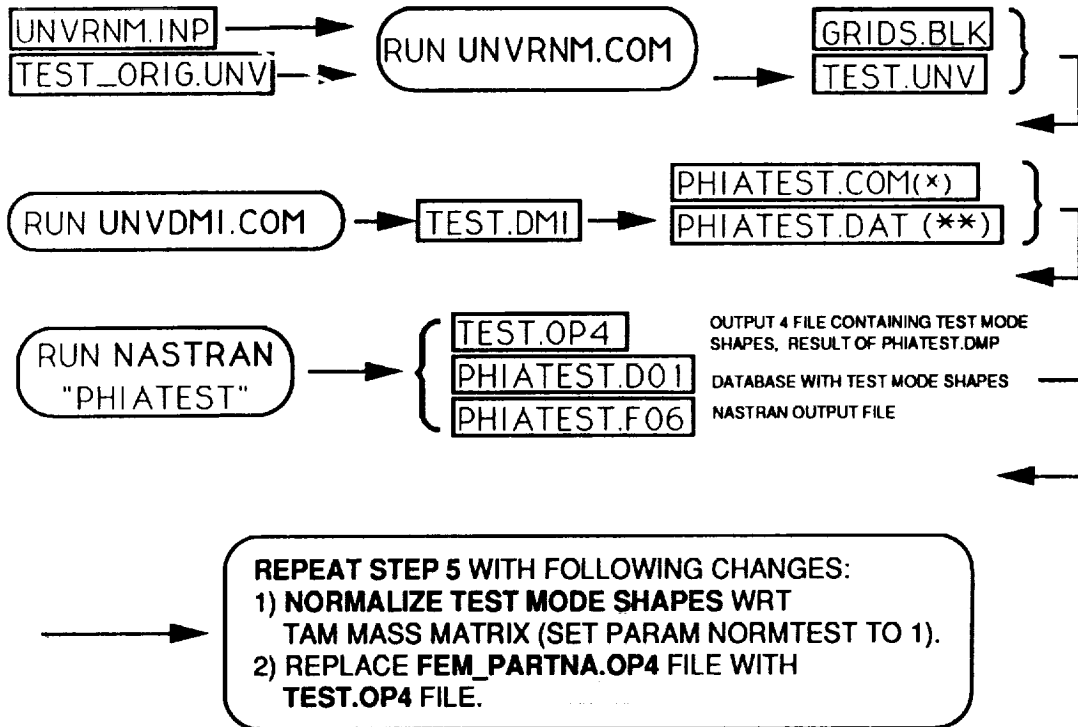 UNVRNM.INP
TEST_ORIG.UNV
RUN UNVRNM.COM
GRIDS.BLK
TEST.UNV
RUN UNVDMI.COM
TEST.DMI
PHIATEST.COM(*)
PHIATEST.DAT (**)
RUN NASTRAN
"PHIATEST"
TEST.OP4
OUTPUT 4 FILE CONTAINING TEST MODE
SHAPES, RESULT OF PHIATEST.DMP
PHIATEST.D01
DATABASE WITH TEST MODE SHAPES
PHIATEST.F06
NASTRAN OUTPUT FILE
REPEAT STEP 5 WITH FOLLOWING CHANGES:
1) NORMALIZE TEST MODE SHAPES WRT
TAM MASS MATRIX (SET PARAM NORMTEST TO 1).
2) REPLACE FEM_PARTNA.OP4 FILE WITH
TEST.OP4 FILE.